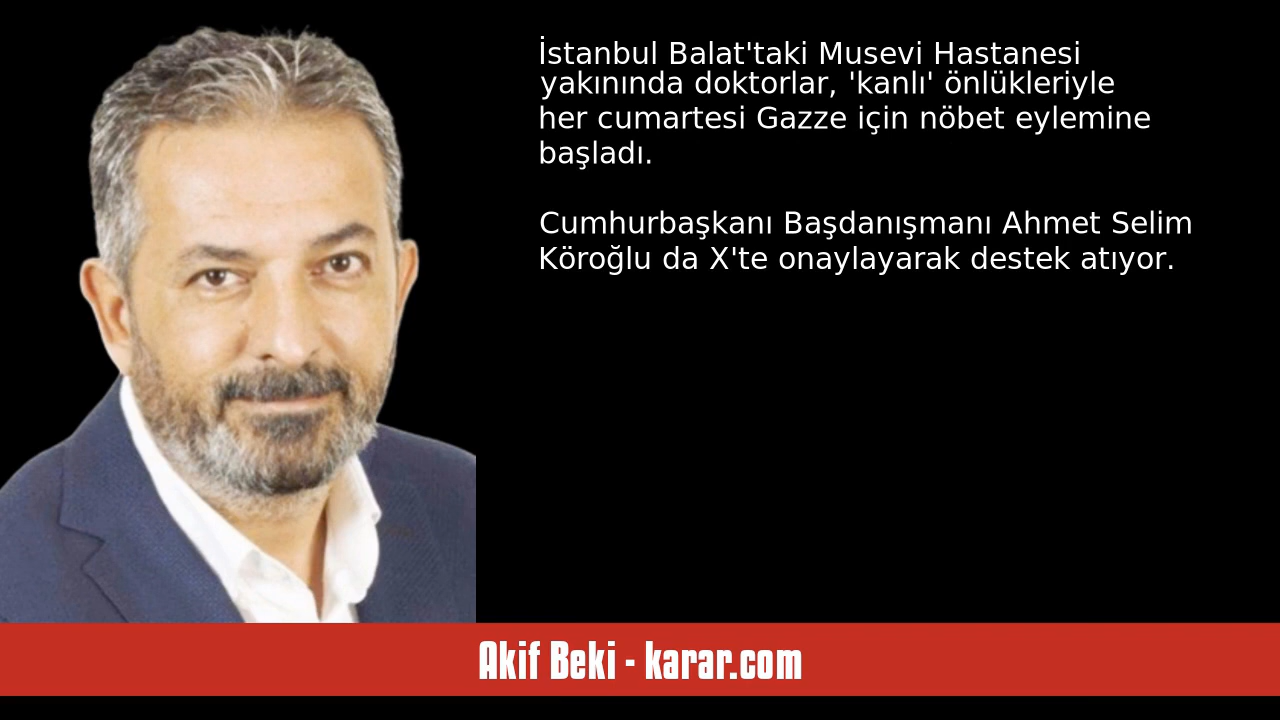 İstanbul Balat'taki Musevi Hastanesi
yakınında doktorlar, 'kanlı' önlükleriyle
her cumartesi Gazze için nöbet eylemine
başladı.
Cumhurbaşkanı Başdanışmanı Ahmet Selim
Köroğlu da X'te onaylayarak destek atıyor.
Akif Beki - karar.com